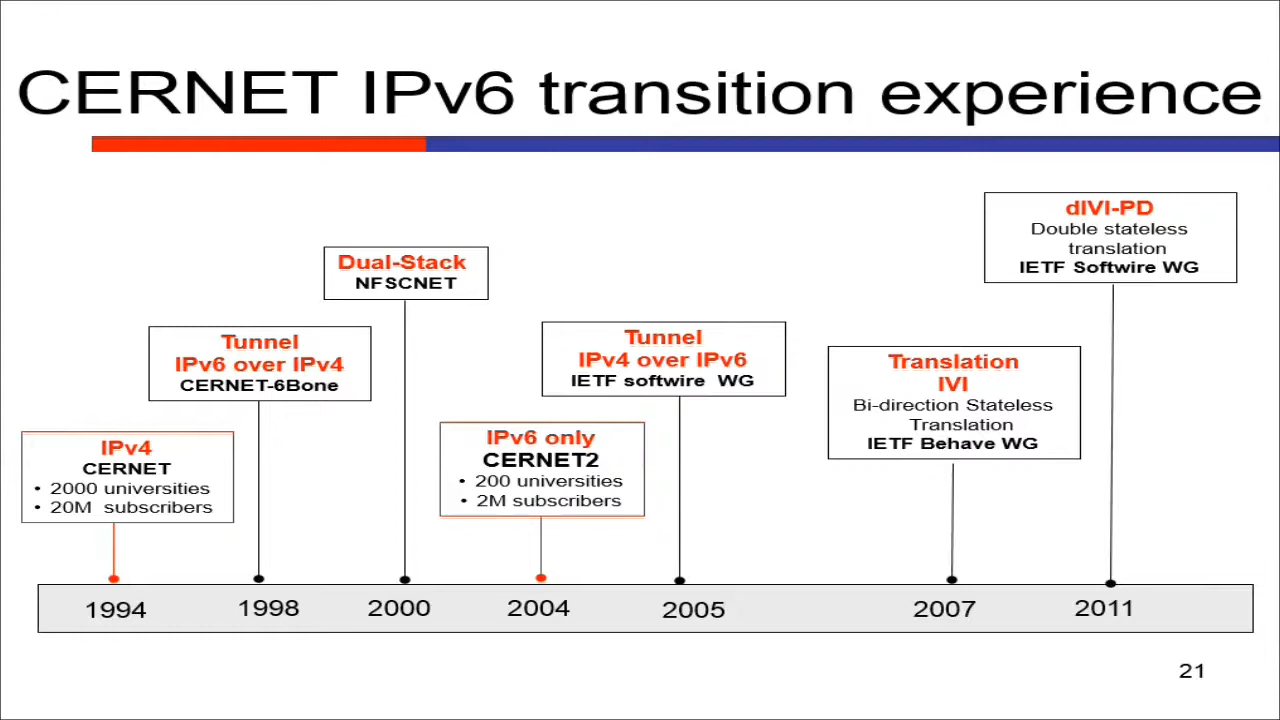 CERNET IPv6 transition experience
dIVI-PD
Double stateless
translation
IETF Softwire WG
Dual-Stack
NFSCNET
Tunnel
IPv6 over IPv4
CERNET-6Bone
Tunnel
IPv4 over IPv6
IETF softwire WG
Translation
IVI
Bi-direction Stateless
Translation
IETF Behave WG
IPv4
CERNET
• 2000 universities
• 20M subscribers
IPv6 only
CERNET2
• 200 universities
• 2M subscribers
1994
1998
2000
2004
2005
2007
2011
21